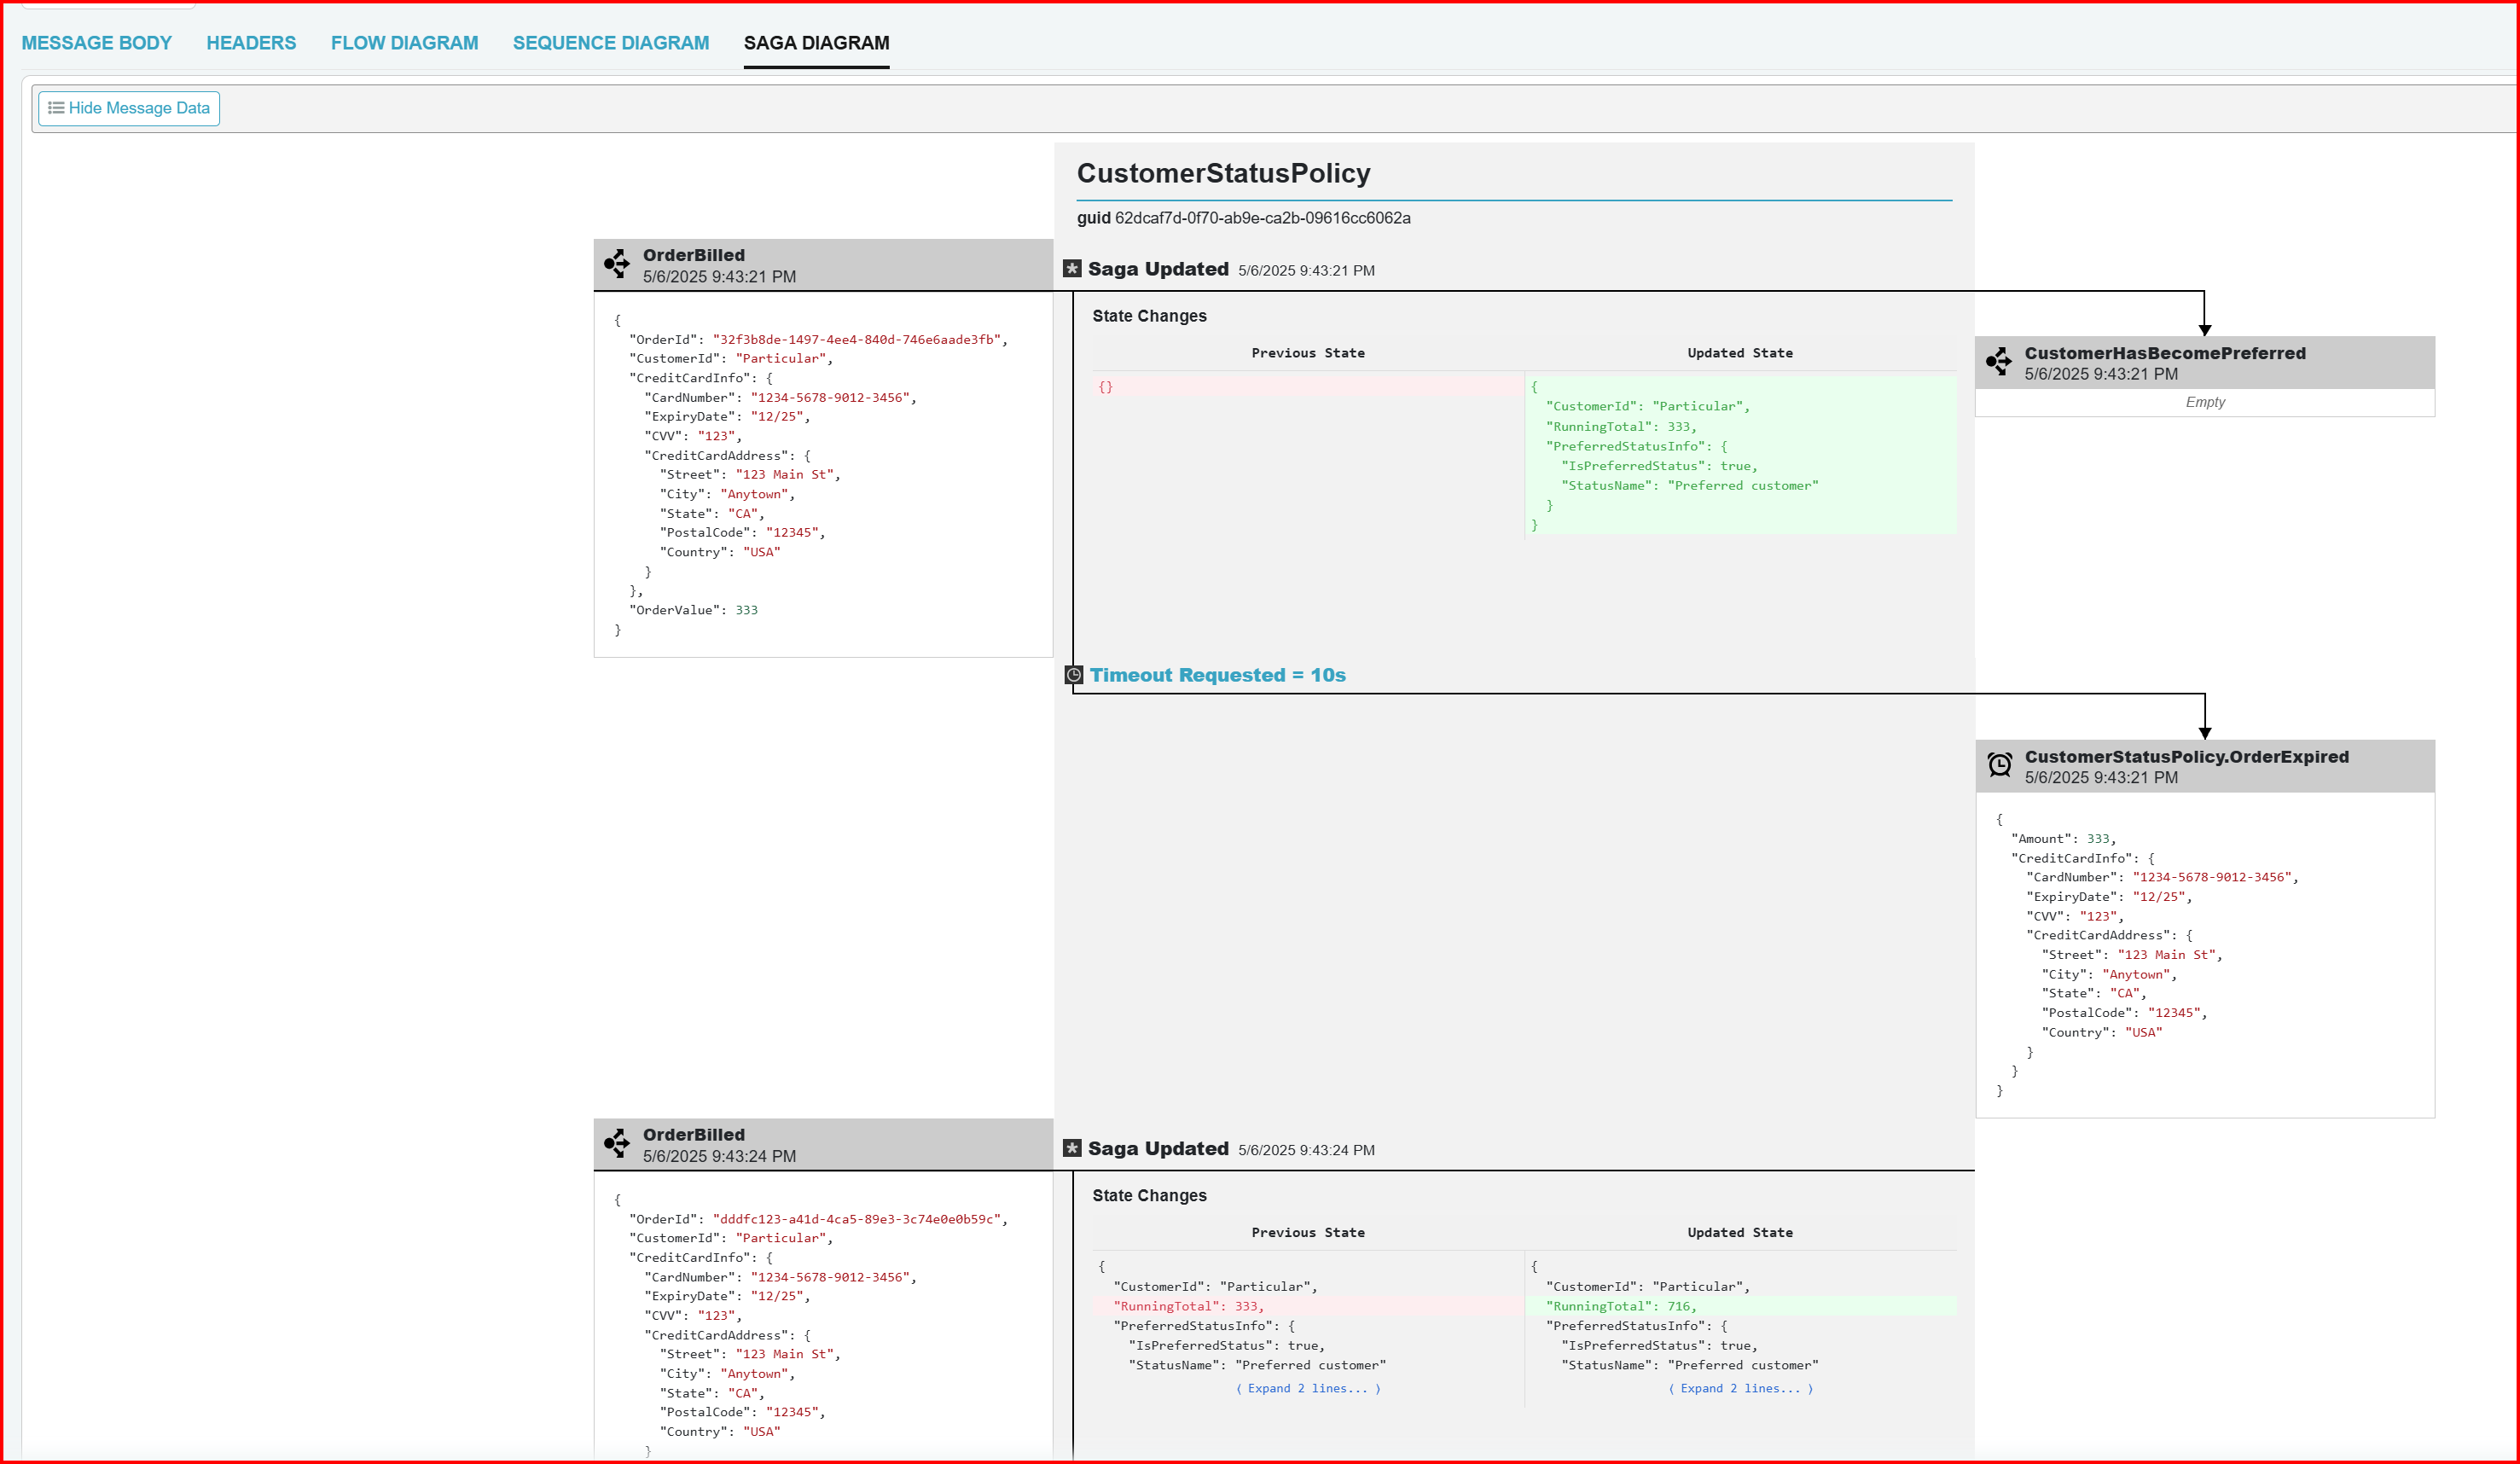 MESSAGE BODY HEADERS FLOW DIAGRAM SEQUENCE DIAGRAM SAGA DIAGRAM
Hide Message Data
CustomerStatusPolicy
guid 62dcaf7d-0f70-ab9e-ca2b-09616cc6062a
OrderBilled
5/6/2025 9:43:21 PM
{
"OrderId": "32f3b8de-1497-4ee4-840d-746e6aade3fb",
"CustomerId": "Particular",
"CreditCardInfo": {
"CardNumber": "1234-5678-9012-3456",
"ExpiryDate": "12/25",
"CVV": "123",
"CreditCardAddress": {
"Street": "123 Main St",
"City": "Anytown",
"State": "CA",
"PostalCode": "12345",
"Country": "USA"
}
},
"OrderValue": 333
}
Saga Updated 5/6/2025 9:43:21 PM
State Changes
Previous State
{}
Updated State
{
"CustomerId": "Particular",
"RunningTotal": 333,
"PreferredStatusInfo": {
"IsPreferredStatus": true,
"StatusName": "Preferred customer"
}
}
CustomerHasBecomePreferred
5/6/2025 9:43:21 PM
Empty
Timeout Requested = 10s
CustomerStatusPolicy.OrderExpired
5/6/2025 9:43:21 PM
{
"Amount": 333,
"CreditCardInfo": {
"CardNumber": "1234-5678-9012-3456",
"ExpiryDate": "12/25",
"CVV": "123",
"CreditCardAddress": {
"Street": "123 Main St",
"City": "Anytown",
"State": "CA",
"PostalCode": "12345",
"Country": "USA"
}
}
}
OrderBilled
5/6/2025 9:43:24 PM
{
"OrderId": "dddfc123-a41d-4ca5-89e3-3c74e0e0b59c",
"CustomerId": "Particular",
"CreditCardInfo": {
"CardNumber": "1234-5678-9012-3456",
"ExpiryDate": "12/25",
"CVV": "123",
"CreditCardAddress": {
"Street": "123 Main St",
"City": "Anytown",
"State": "CA",
"PostalCode": "12345",
"Country": "USA"
}
Saga Updated 5/6/2025 9:43:24 PM
State Changes
Previous State
{
"CustomerId": "Particular",
"RunningTotal": 333,
"PreferredStatusInfo": {
"IsPreferredStatus": true,
"StatusName": "Preferred customer"
⟨ Expand 2 lines... ⟩
Updated State
{
"CustomerId": "Particular",
"RunningTotal": 716,
"PreferredStatusInfo": {
"IsPreferredStatus": true,
"StatusName": "Preferred customer"
⟨ Expand 2 lines... ⟩